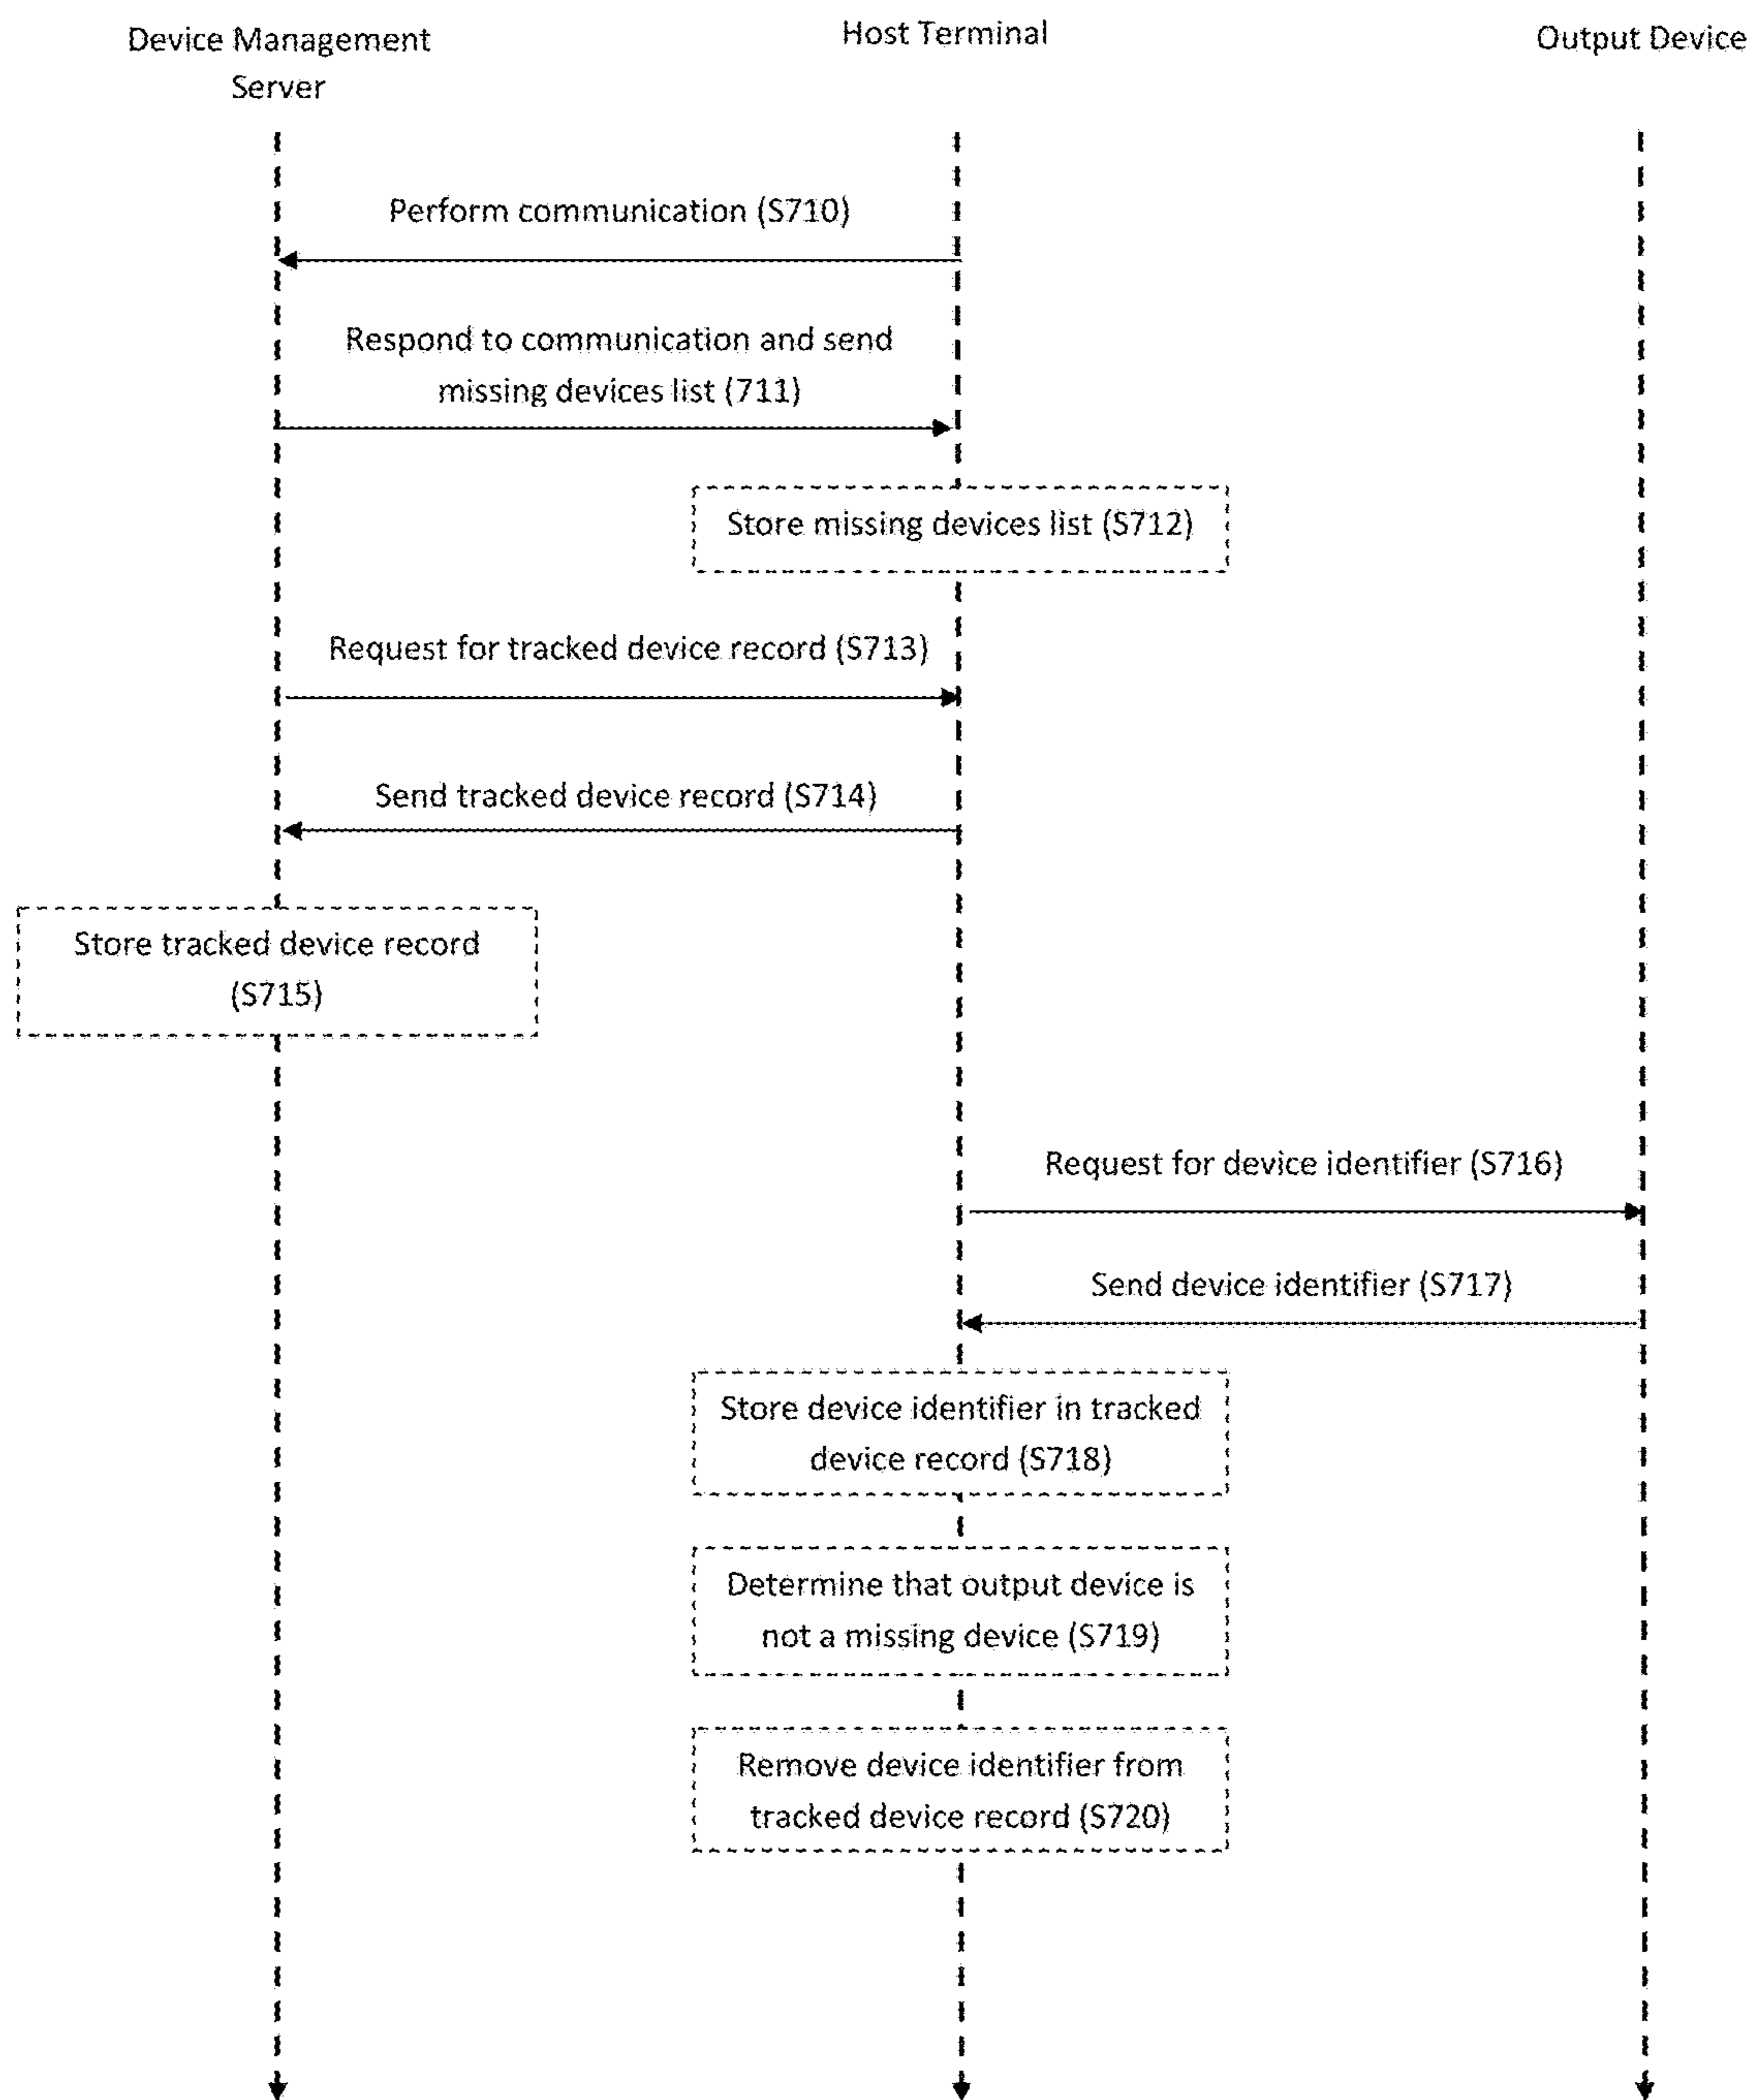 Device Management
Server
Host Terminal
Output Device
Perform communication (S710)
Respond to communication and send
missing devices list (711)
Store missing devices list (S712)
Request for tracked device record (S713)
Send tracked device record (S714)
Store tracked device record
(S715)
Request for device identifier (S716)
Send device identifier (S717)
Store device identifier in tracked
device record (S718)
Determine that output device is
not a missing device (S719)
Remove device identifier from
tracked device record (S720)